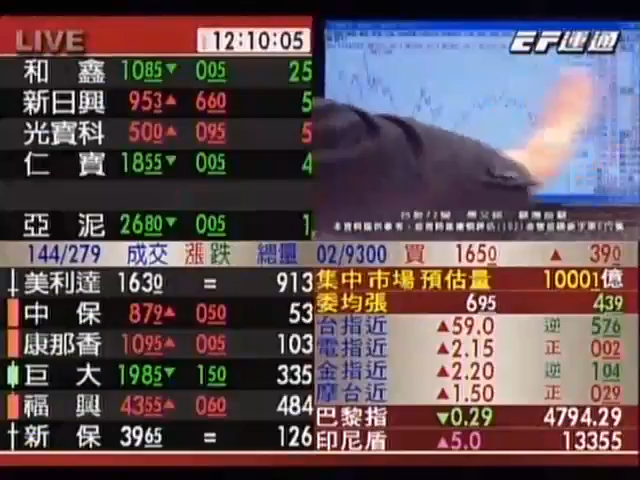 LIVE 12:10:05
EF運通
和鑫 1085▼ 005 25
新日興 953▲ 660 5
光寶科 500▲ 095 5
仁寶 1855▼ 005 4
亞泥 2680▼ 005 1
144/279 成交 漲跌 總量
02/9300 買 1650 ▲ 390
美利達 1630 = 913
中保 879▲ 050 53
康那香 1095▲ 005 103
巨大 1985▼ 150 335
福興 4355▲ 060 484
新保 3965 = 126
集中市場預估量 10001億
委均張 695 439
台指近 ▲59.0 逆 576
電指近 ▲2.15 正 002
金指近 ▲2.20 逆 104
摩台近 ▲1.50 正 029
巴黎指 ▼0.29 4794.29
印尼盾 ▲5.0 13355